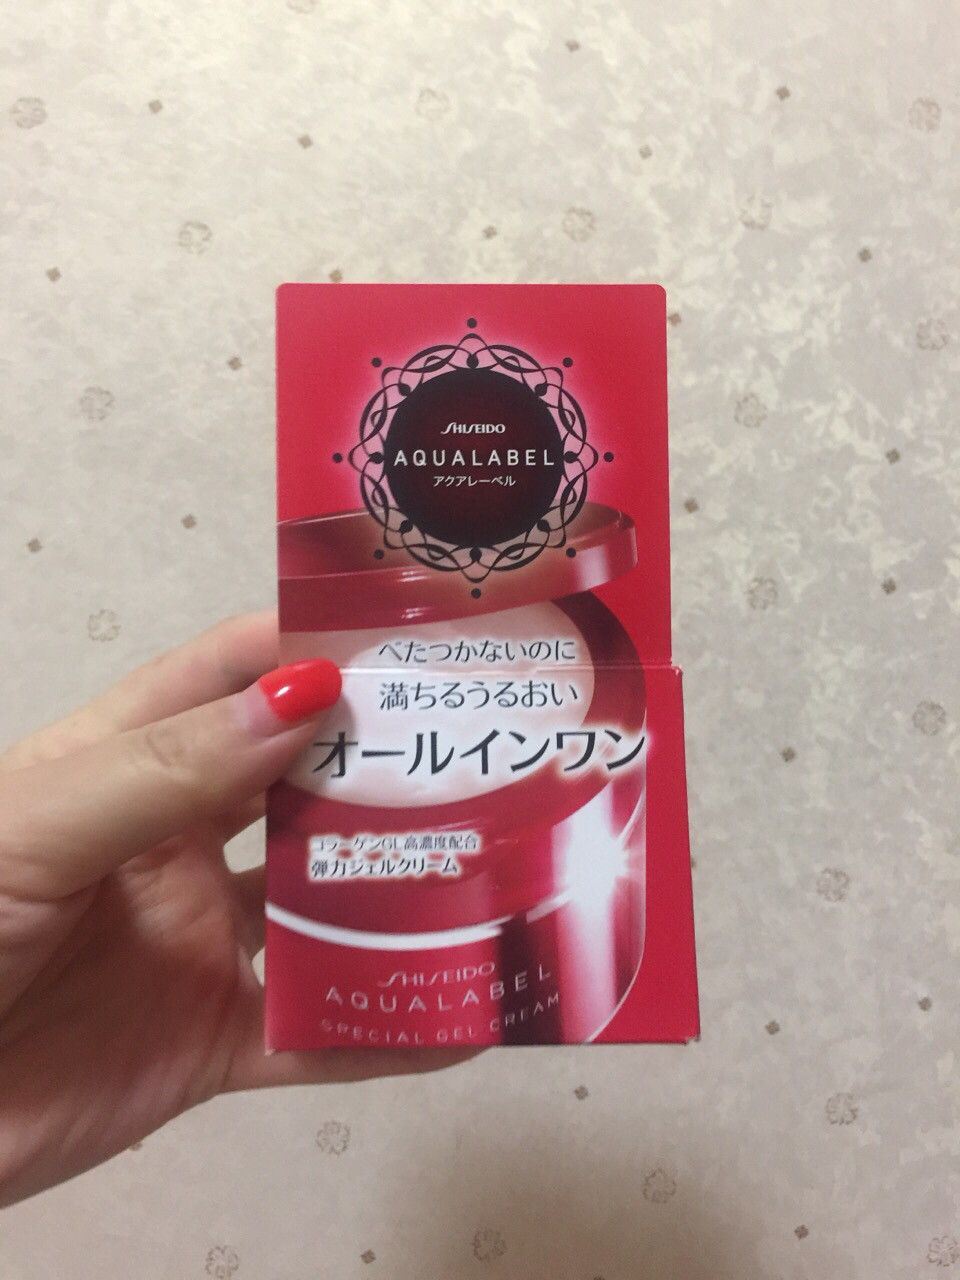 SHISEIDO
AQUALABEL
アクアレーベル
べたつかないのに
満ちるうるおい
オールインワン
コラーゲンGL高濃度配合
弾力ジェルクリーム
SHISEIDO
AQUALABEL
SPECIAL GEL CREAM